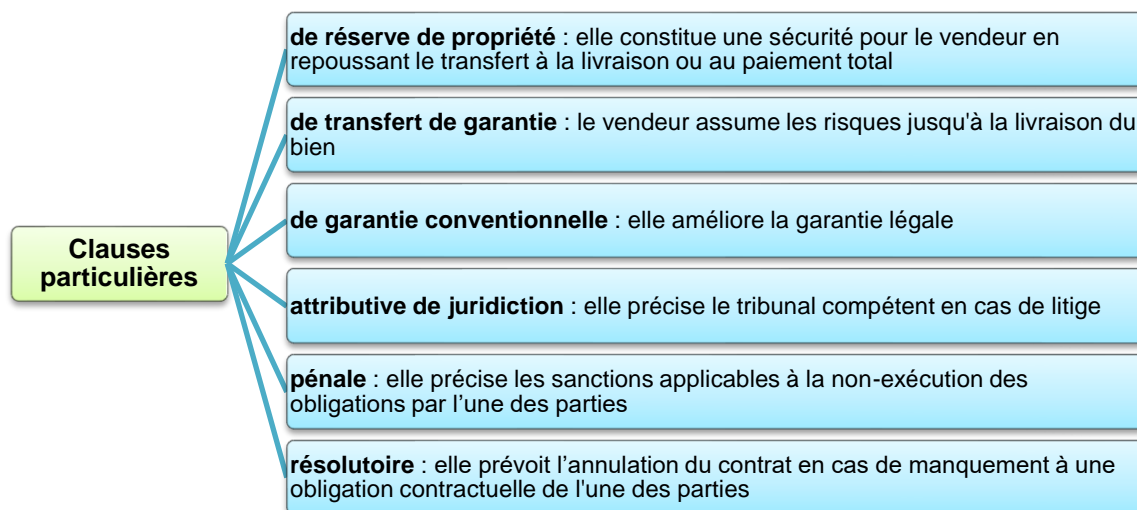 de réserve de propriété : elle constitue une sécurité pour le vendeur en
repoussant le transfert à la livraison ou au paiement total
de transfert de garantie : le vendeur assume les risques jusqu'à la livraison du
bien
de garantie conventionnelle : elle améliore la garantie légale
Clauses
particulières
attributive de juridiction : elle précise le tribunal compétent en cas de litige
pénale : elle précise les sanctions applicables à la non-exécution des
obligations par l’une des parties
résolutoire : elle prévoit l’annulation du contrat en cas de manquement à une
obligation contractuelle de l'une des parties